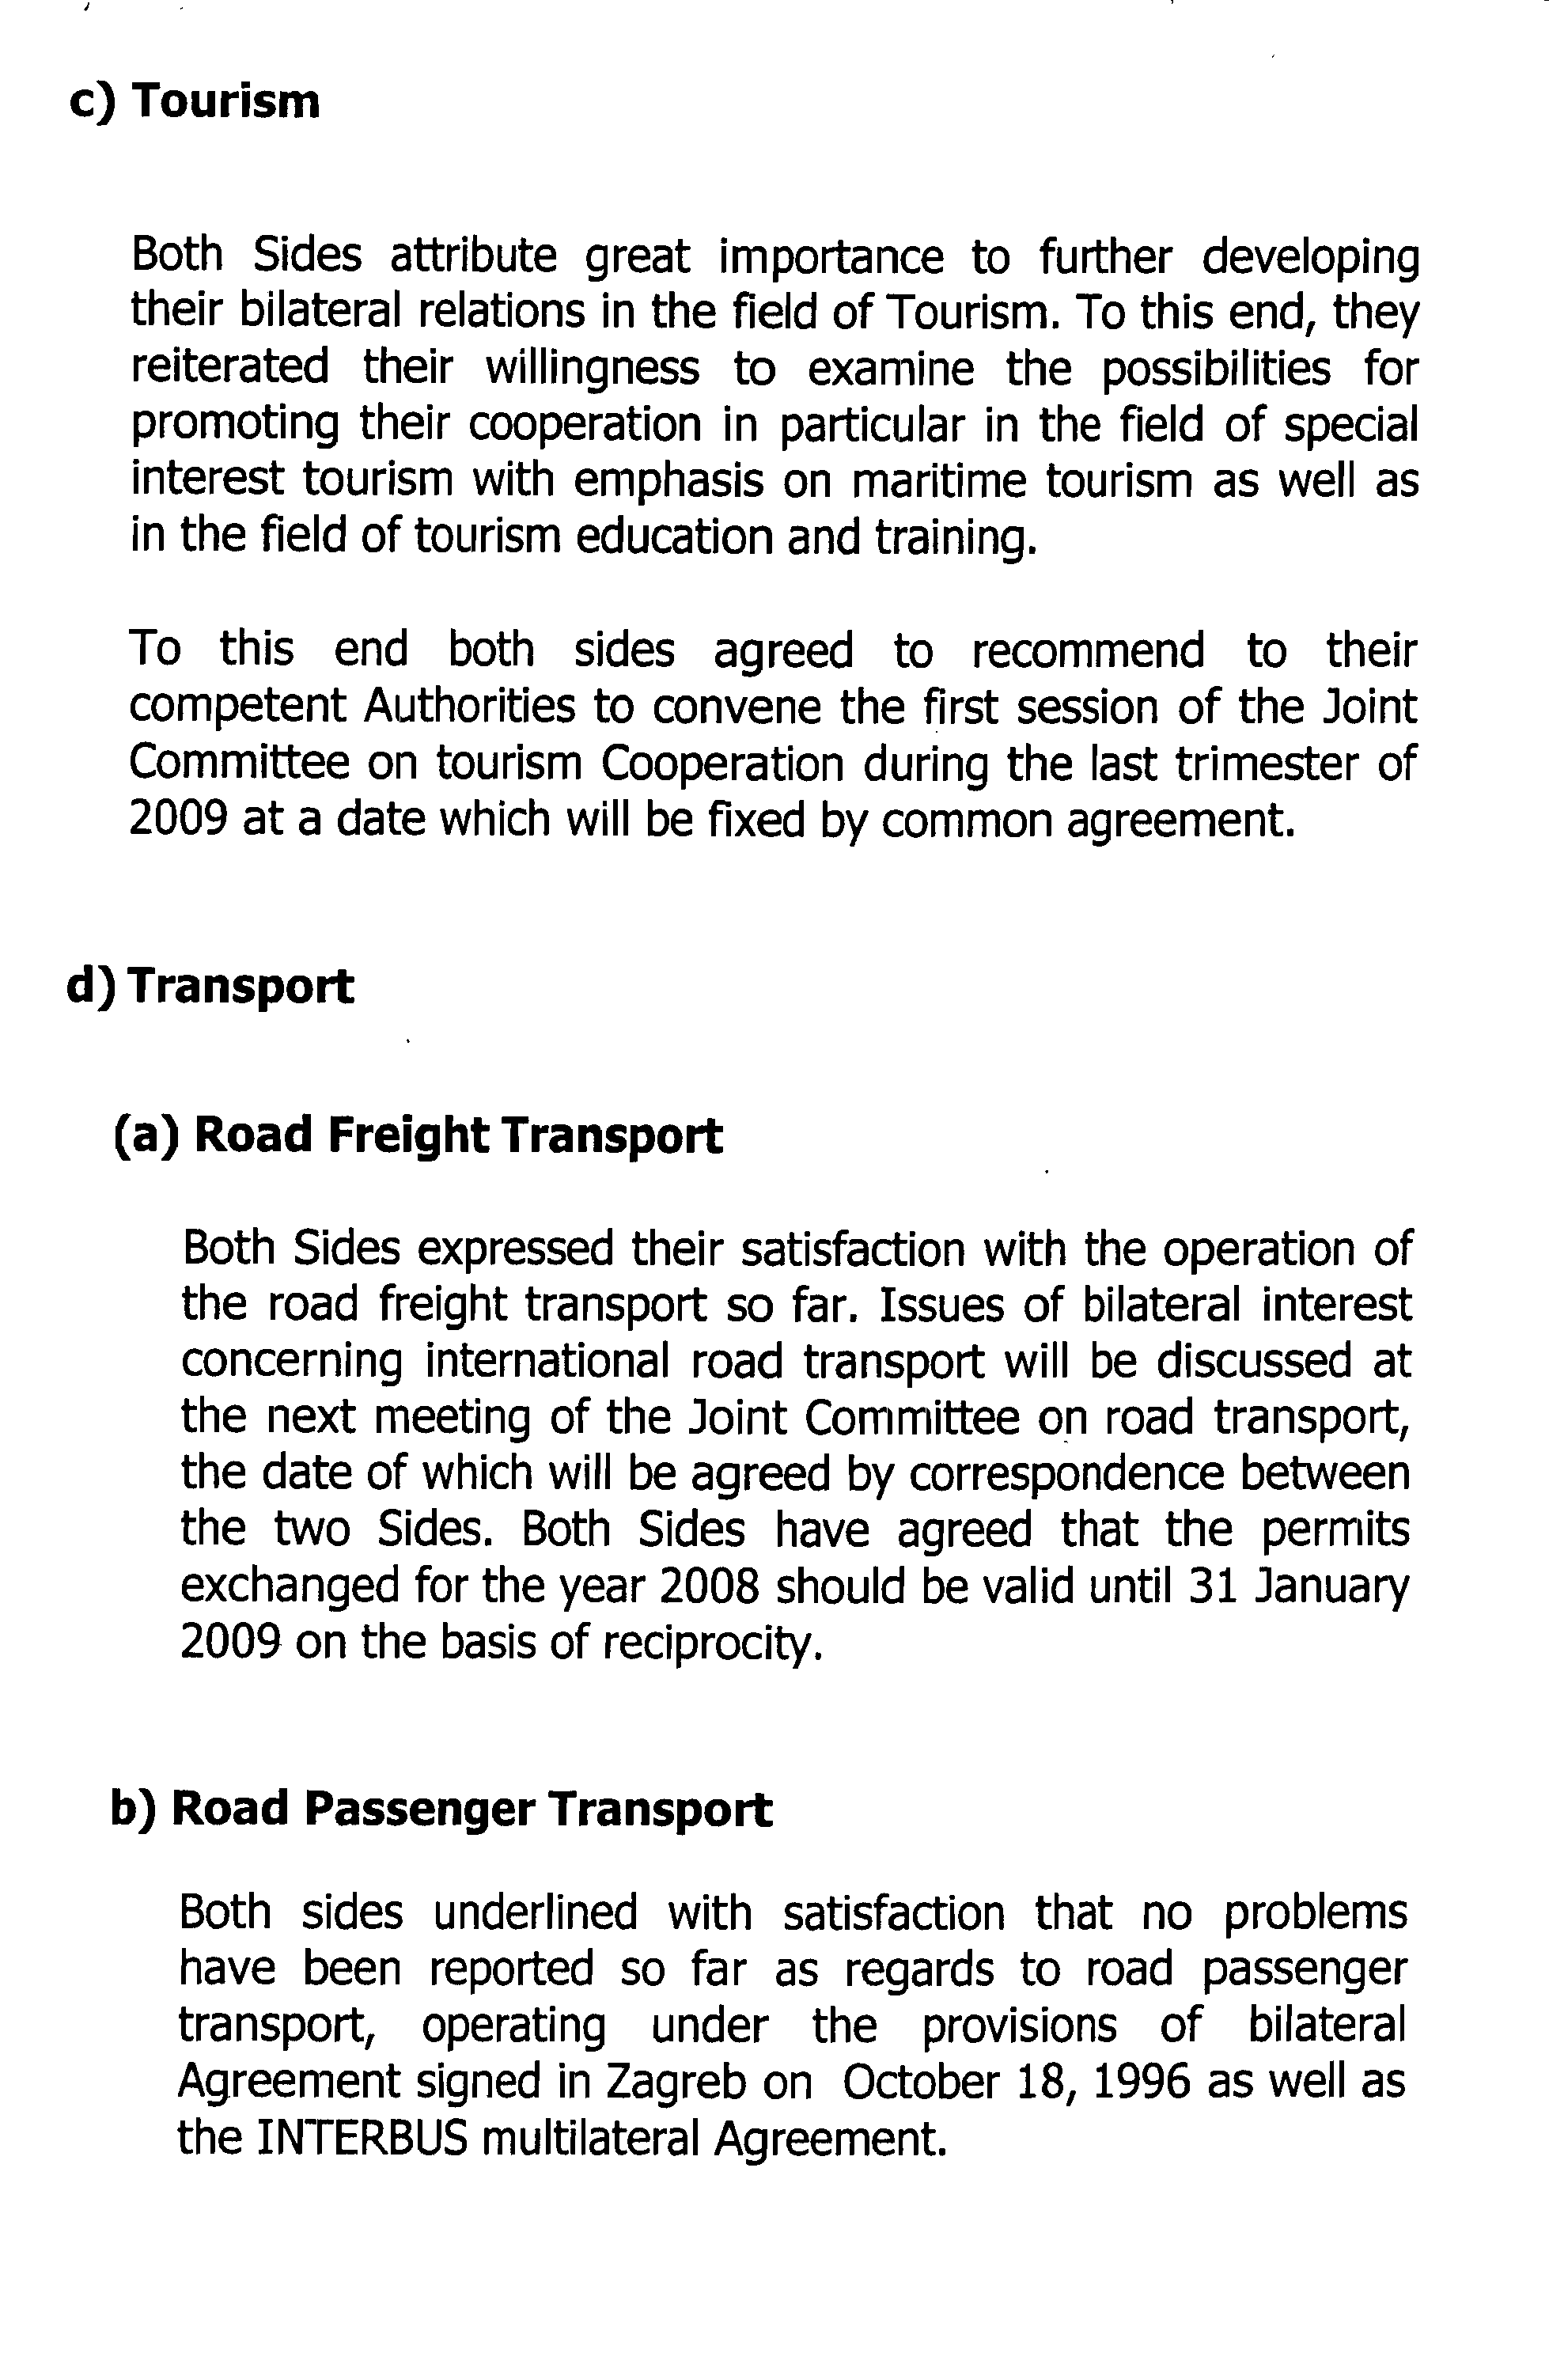 c) Tourism
Both Sides attribute great importance to further developing
their bilateral relations in the field of Tourism. To this end, they
reiterated their willingness to examine the possibilities for
promoting their cooperation in particular in the field of special
interest tourism with emphasis on maritime tourism as well as
in the field of tourism education and training.
To this end both sides agreed to recommend to their
competent Authorities to convene the first session of the Joint
Committee on tourism Cooperation during the last trimester of
2009 at a date which will be fixed by common agreement.
d) Transport
(a) Road Freight Transport
Both Sides expressed their satisfaction with the operation of
the road freight transport so far. Issues of bilateral interest
concerning international road transport will be discussed at
the next meeting of the Joint Committee on road transport,
the date of which will be agreed by correspondence between
the two Sides. Both Sides have agreed that the permits
exchanged for the year 2008 should be valid until 31 January
2009 on the basis of reciprocity.
b) Road Passenger Transport
Both sides underlined with satisfaction that no problems
have been reported so far as regards to road passenger
transport, operating under the provisions of bilateral
Agreement signed in Zagreb on October 18, 1996 as well as
the INTERBUS multilateral Agreement.